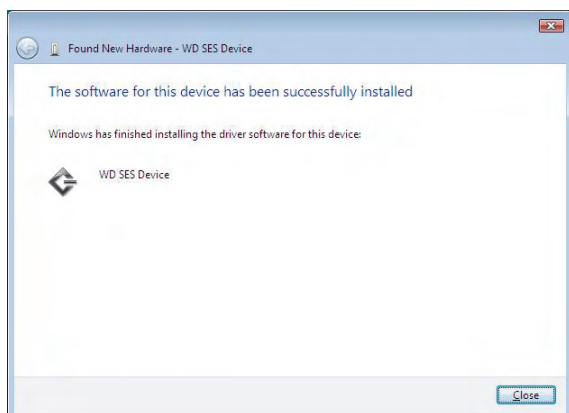 Found New Hardware - WD SES Device
The software for this device has been successfully installed
Windows has finished installing the driver software for this device:
WD SES Device
Close